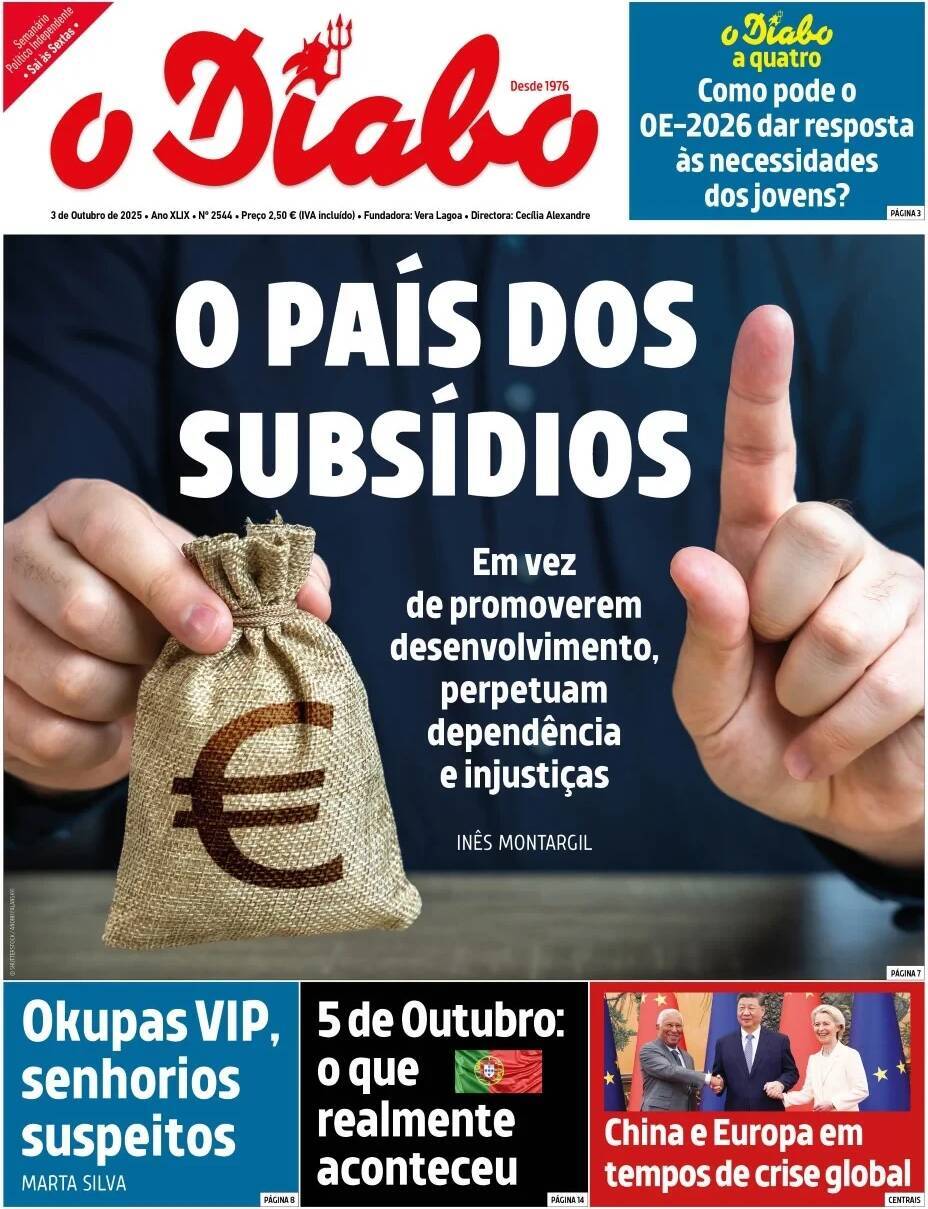 Semanário
Político Independente
• Sai às Sextas •
o Diabo
Desde 1976
3 de Outubro de 2025 • Ano XLIX • Nº 2544 • Preço 2,50 € (IVA incluído) • Fundadora: Vera Lagoa • Directora: Cecília Alexandre
o Diabo
a quatro
Como pode o
OE-2026 dar resposta
às necessidades
dos jovens?
PÁGINA 3
O PAÍS DOS
SUBSÍDIOS
Em vez
de promoverem
desenvolvimento,
perpetuam
dependência
e injustiças
INÊS MONTARGIL
€
PÁGINA 7
Okupas VIP,
senhorios
suspeitos
MARTA SILVA
PÁGINA 8
5 de Outubro:
o que
realmente
aconteceu
PÁGINA 14
China e Europa em
tempos de crise global
CENTRAIS